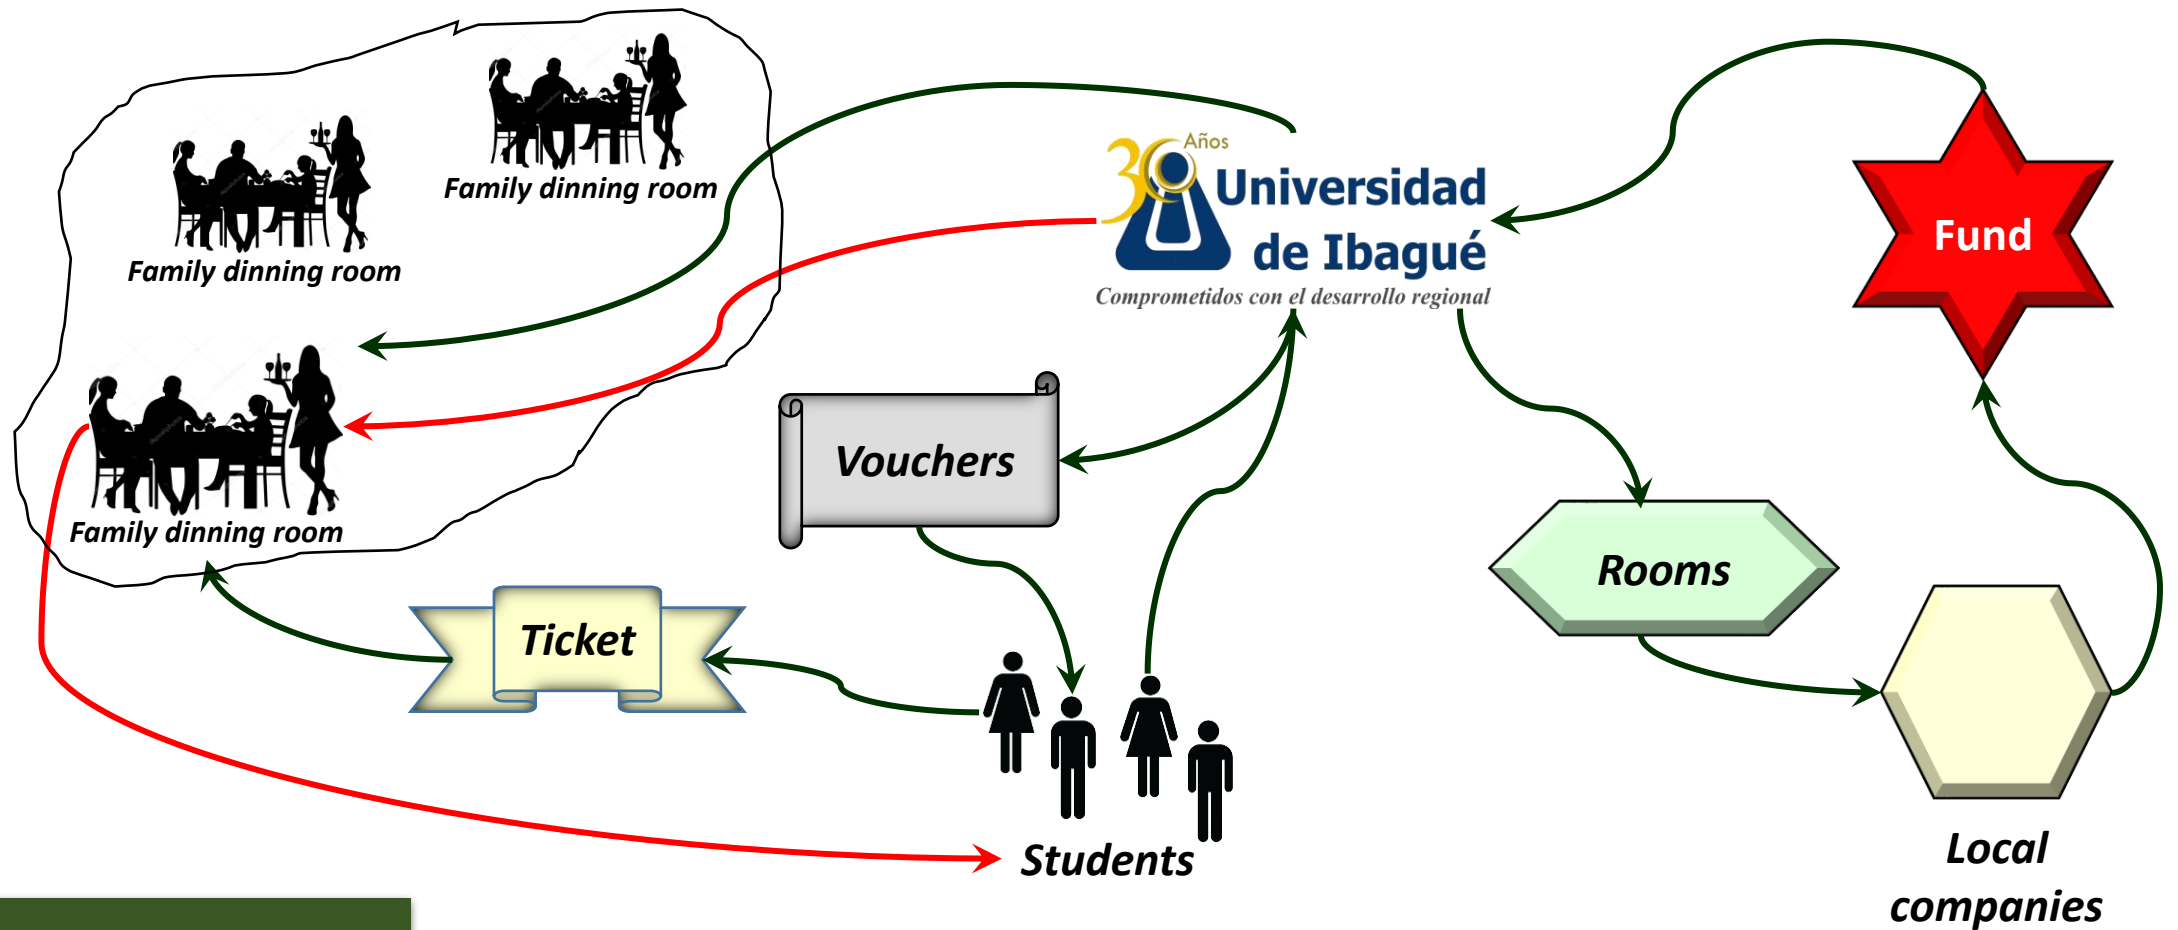 Family dinning room
Family dinning room
Family dinning room
30 Años
Universidad
de Ibagué
Comprometidos con el desarrollo regional
Fund
Vouchers
Ticket
Rooms
Students
Local
companies